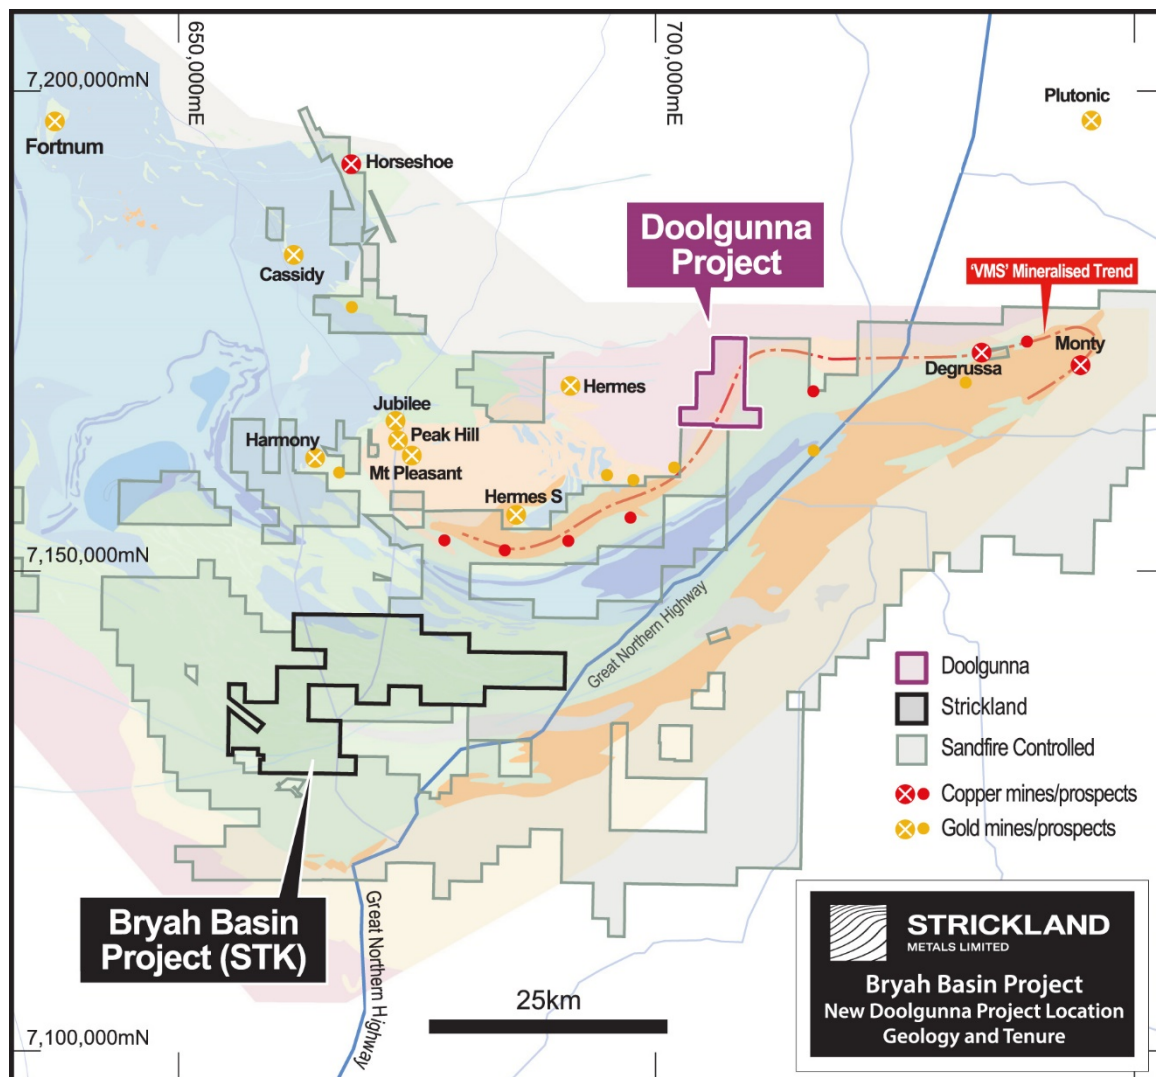 650,000mE
700,000mE
7,200,000mN
Plutonic
Fortnum
Horseshoe
Doolgunna
Project
Cassidy
'VMS' Mineralised Trend
Monty
Degrussa
Hermes
Jubilee
Peak Hill
Harmony
Mt Pleasant
Hermes S
7,150,000mN
Great Northern Highway
Doolgunna
Strickland
Sandfire Controlled
Copper mines/prospects
Gold mines/prospects
Bryah Basin
Project (STK)
Great Northern Highway
25km
STRICKLAND
METALS LIMITED
Bryah Basin Project
New Doolgunna Project Location
Geology and Tenure
7,100,000mN